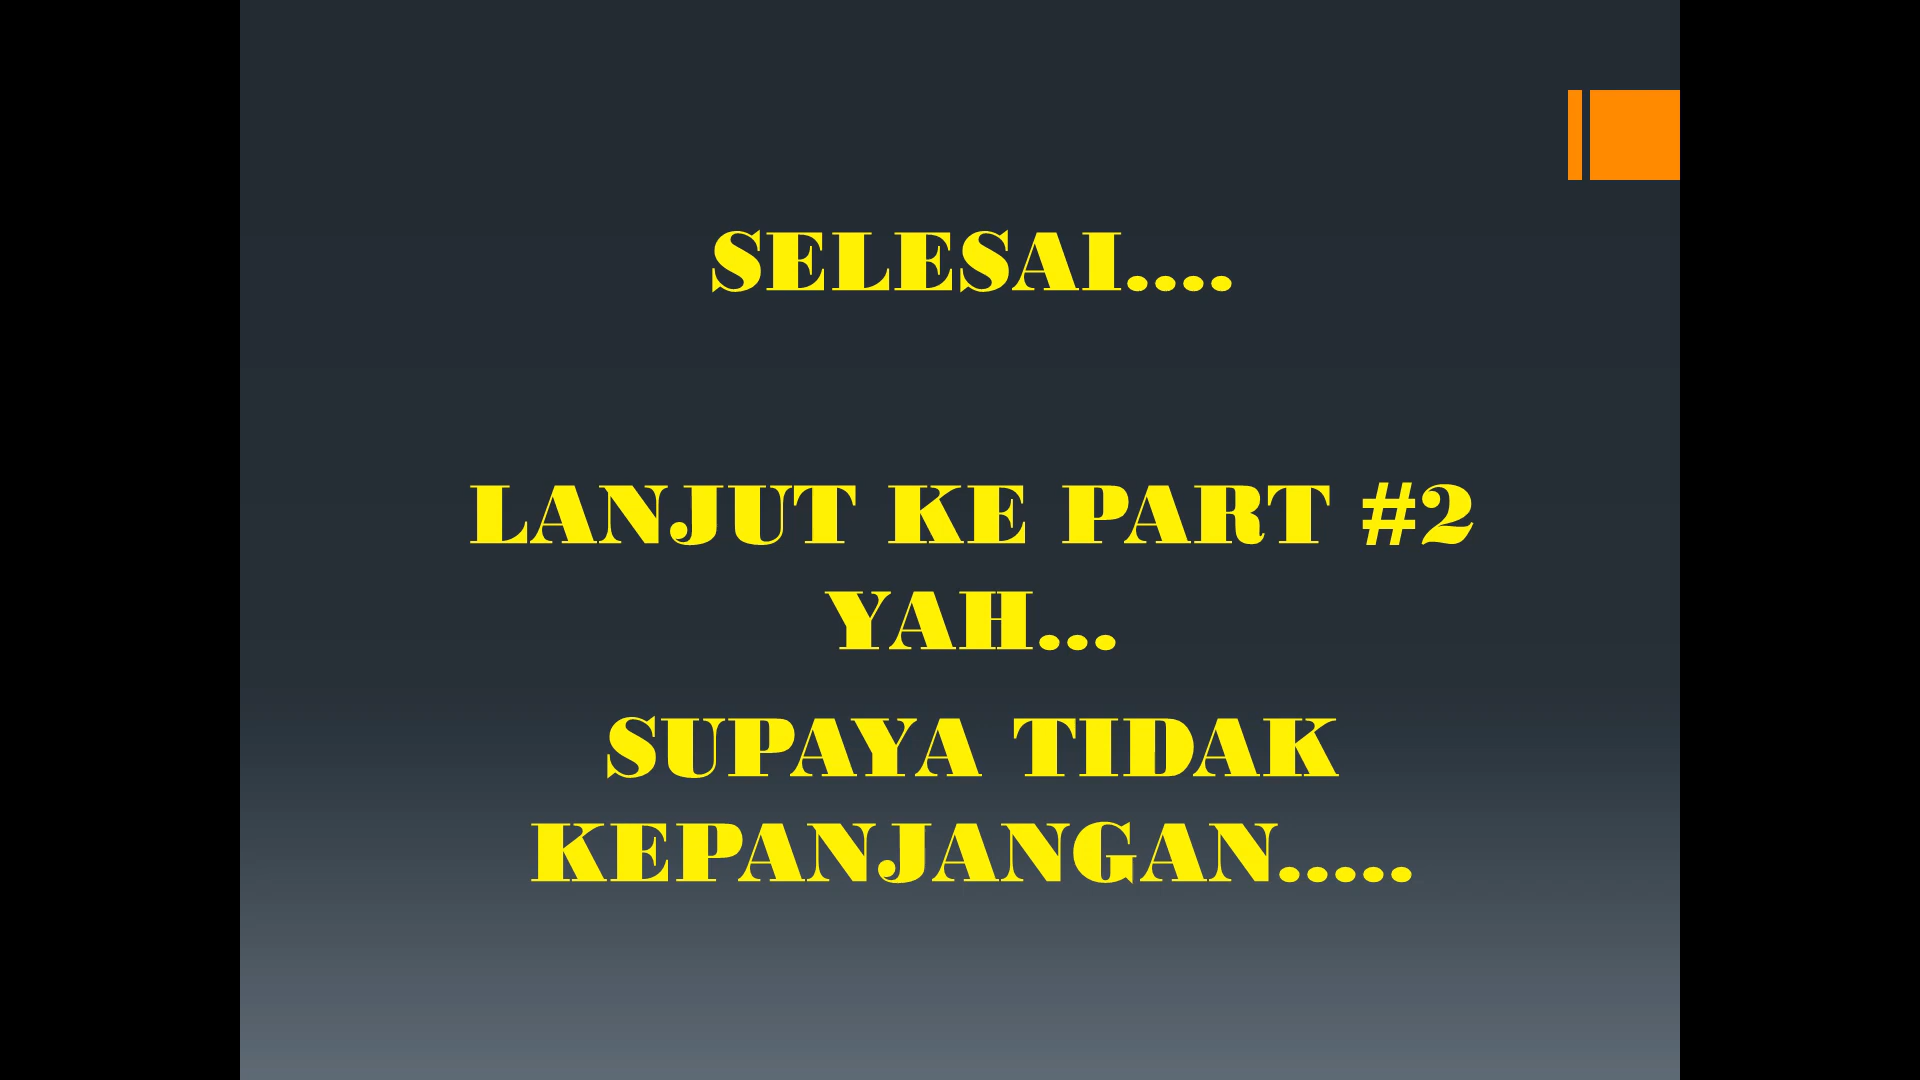 SELESAI....
LANJUT KE PART #2
YAH...
SUPAYA TIDAK
KEPANJANGAN.....